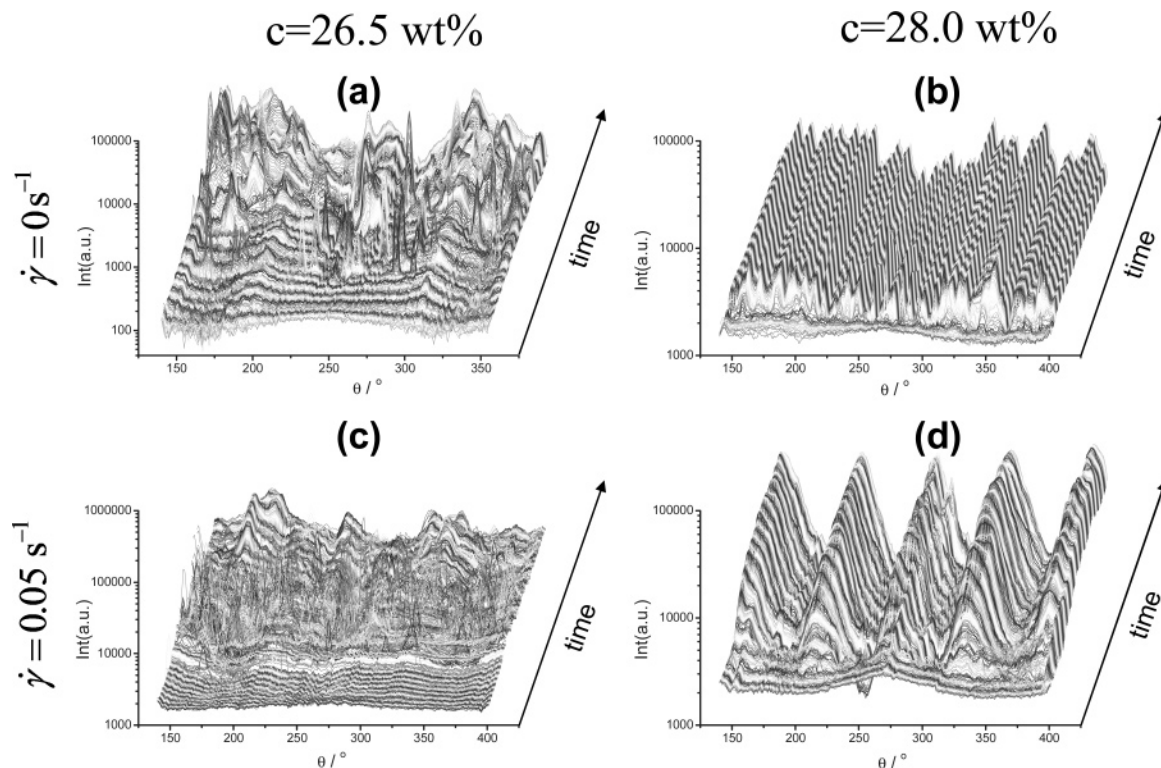 c=26.5 wt%
c=28.0 wt%
γ̇ = 0 s⁻¹
(a)
Int(a.u.)
100000
10000
1000
100
150 200 250 300 350
θ / °
time
(b)
Int(a.u.)
100000
10000
1000
150 200 250 300 350 400
θ / °
time
γ̇ = 0.05 s⁻¹
(c)
Int(a.u.)
1000000
100000
10000
1000
150 200 250 300 350 400
θ / °
time
(d)
Int(a.u.)
100000
10000
1000
150 200 250 300 350 400
θ / °
time